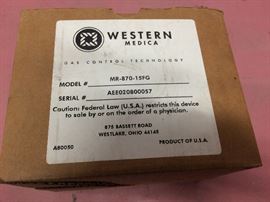 WESTERN
MEDICA
GAS CONTROL TECHNOLOGY
MODEL # MR-870-15FG
SERIAL # AEE020800057
Caution: Federal Law (U.S.A.) restricts this device
to sale by or on the order of a physician.
875 BASSETT ROAD
WESTLAKE, OHIO 44145
A80050
PRODUCT OF U.S.A.